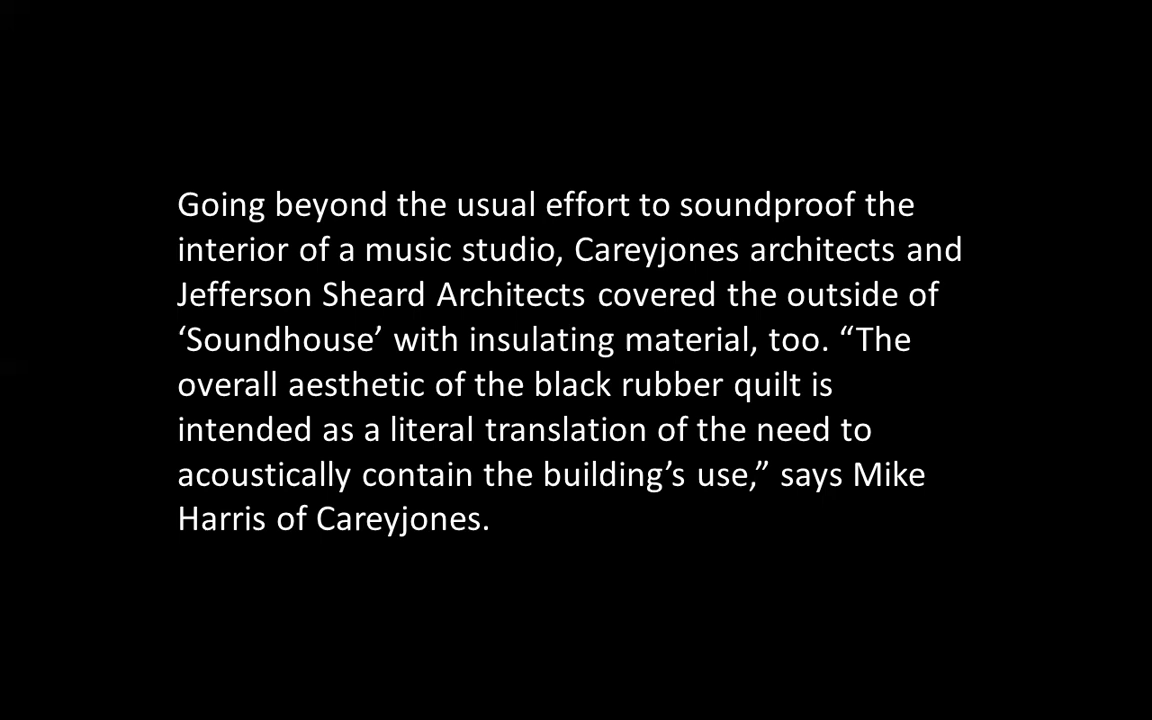 Going beyond the usual effort to soundproof the
interior of a music studio, Careyjones architects and
Jefferson Sheard Architects covered the outside of
‘Soundhouse’ with insulating material, too. “The
overall aesthetic of the black rubber quilt is
intended as a literal translation of the need to
acoustically contain the building’s use,” says Mike
Harris of Careyjones.